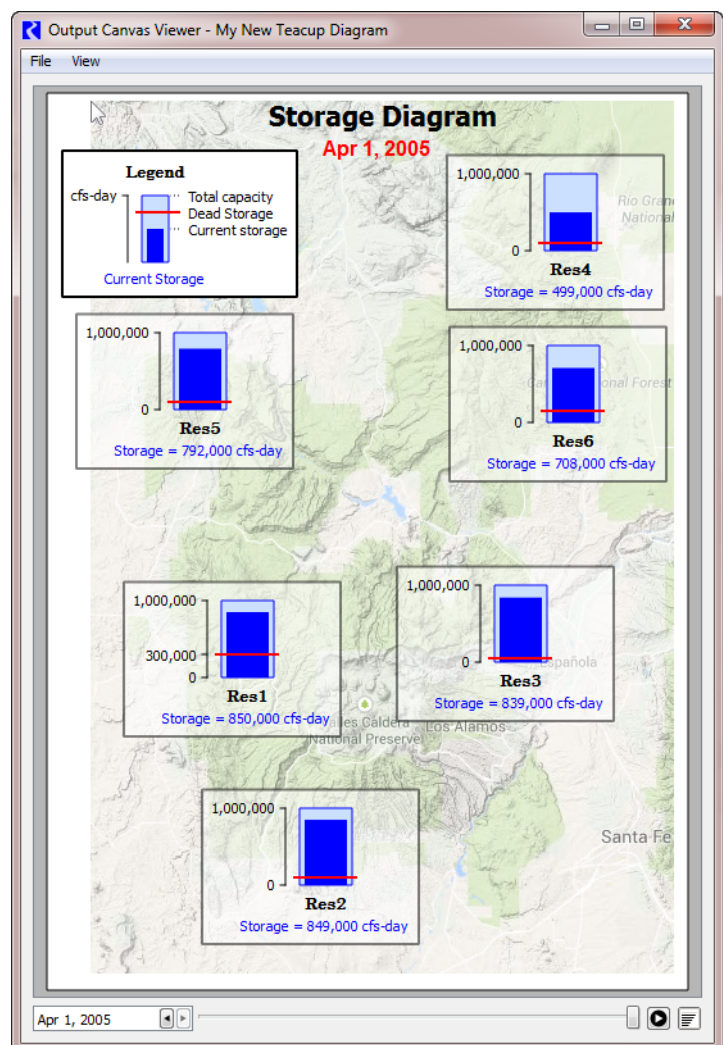 Output Canvas Viewer - My New Teacup Diagram
File View
Storage Diagram
Apr 1, 2005
Legend
cfs-day
Total capacity
Dead Storage
Current storage
Current Storage
1,000,000
0
Res4
Storage = 499,000 cfs-day
National
1,000,000
0
Res5
Storage = 792,000 cfs-day
1,000,000
0
Res6
Storage = 708,000 cfs-day
onal Forest
1,000,000
300,000
0
Res1
Storage = 850,000 cfs-day
1,000,000
0
Res3
Storage = 839,000 cfs-day
Española
alles Caldera
National Preserve
Los Alamos
1,000,000
0
Res2
Storage = 849,000 cfs-day
Santa Fe
Apr 1, 2005